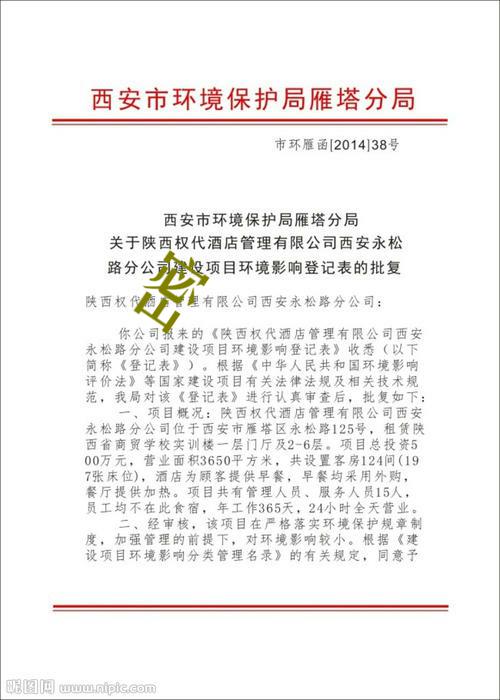 西安市环境保护局雁塔分局
市环雁函[2014]38号
西安市环境保护局雁塔分局
关于陕西权代酒店管理有限公司西安永松
路分公司建设项目环境影响登记表的批复
密
陕西权代酒店管理有限公司西安永松路分公司：
你公司报来的《陕西权代酒店管理有限公司西安
永松路分公司建设项目环境影响登记表》收悉（以下
简称《登记表》）。根据《中华人民共和国环境影响
评价法》等国家建设项目有关法律法规及相关技术规
范，我局对该《登记表》进行认真审查后，批复如下：
一、项目概况：陕西权代酒店管理有限公司西安
永松路分公司位于西安市雁塔区永松路125号，租赁陕
西省商贸学校实训楼一层门厅及2-6层。项目总投资5
00万元，营业面积3650平方米，共设置客房124间(19
7张床位)，酒店为顾客提供早餐，早餐均采用外购，
餐厅提供加热。项目共有管理人员、服务人员15人，
员工均不在此食宿，年工作365天，24小时全天营业。
二、经审核，该项目在严格落实环境保护规章制
度，加强管理的前提下，对环境影响较小。根据《建
设项目环境影响分类管理名录》的有关规定，同意予
昵图网
www.nipic.com